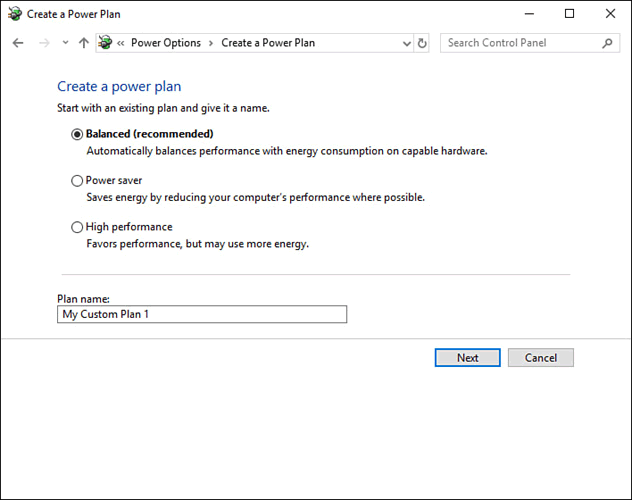 Create a Power Plan
« Power Options > Create a Power Plan
Search Control Panel
Create a power plan
Start with an existing plan and give it a name.
Balanced (recommended)
Automatically balances performance with energy consumption on capable hardware.
Power saver
Saves energy by reducing your computer's performance where possible.
High performance
Favors performance, but may use more energy.
Plan name:
My Custom Plan 1
Next Cancel